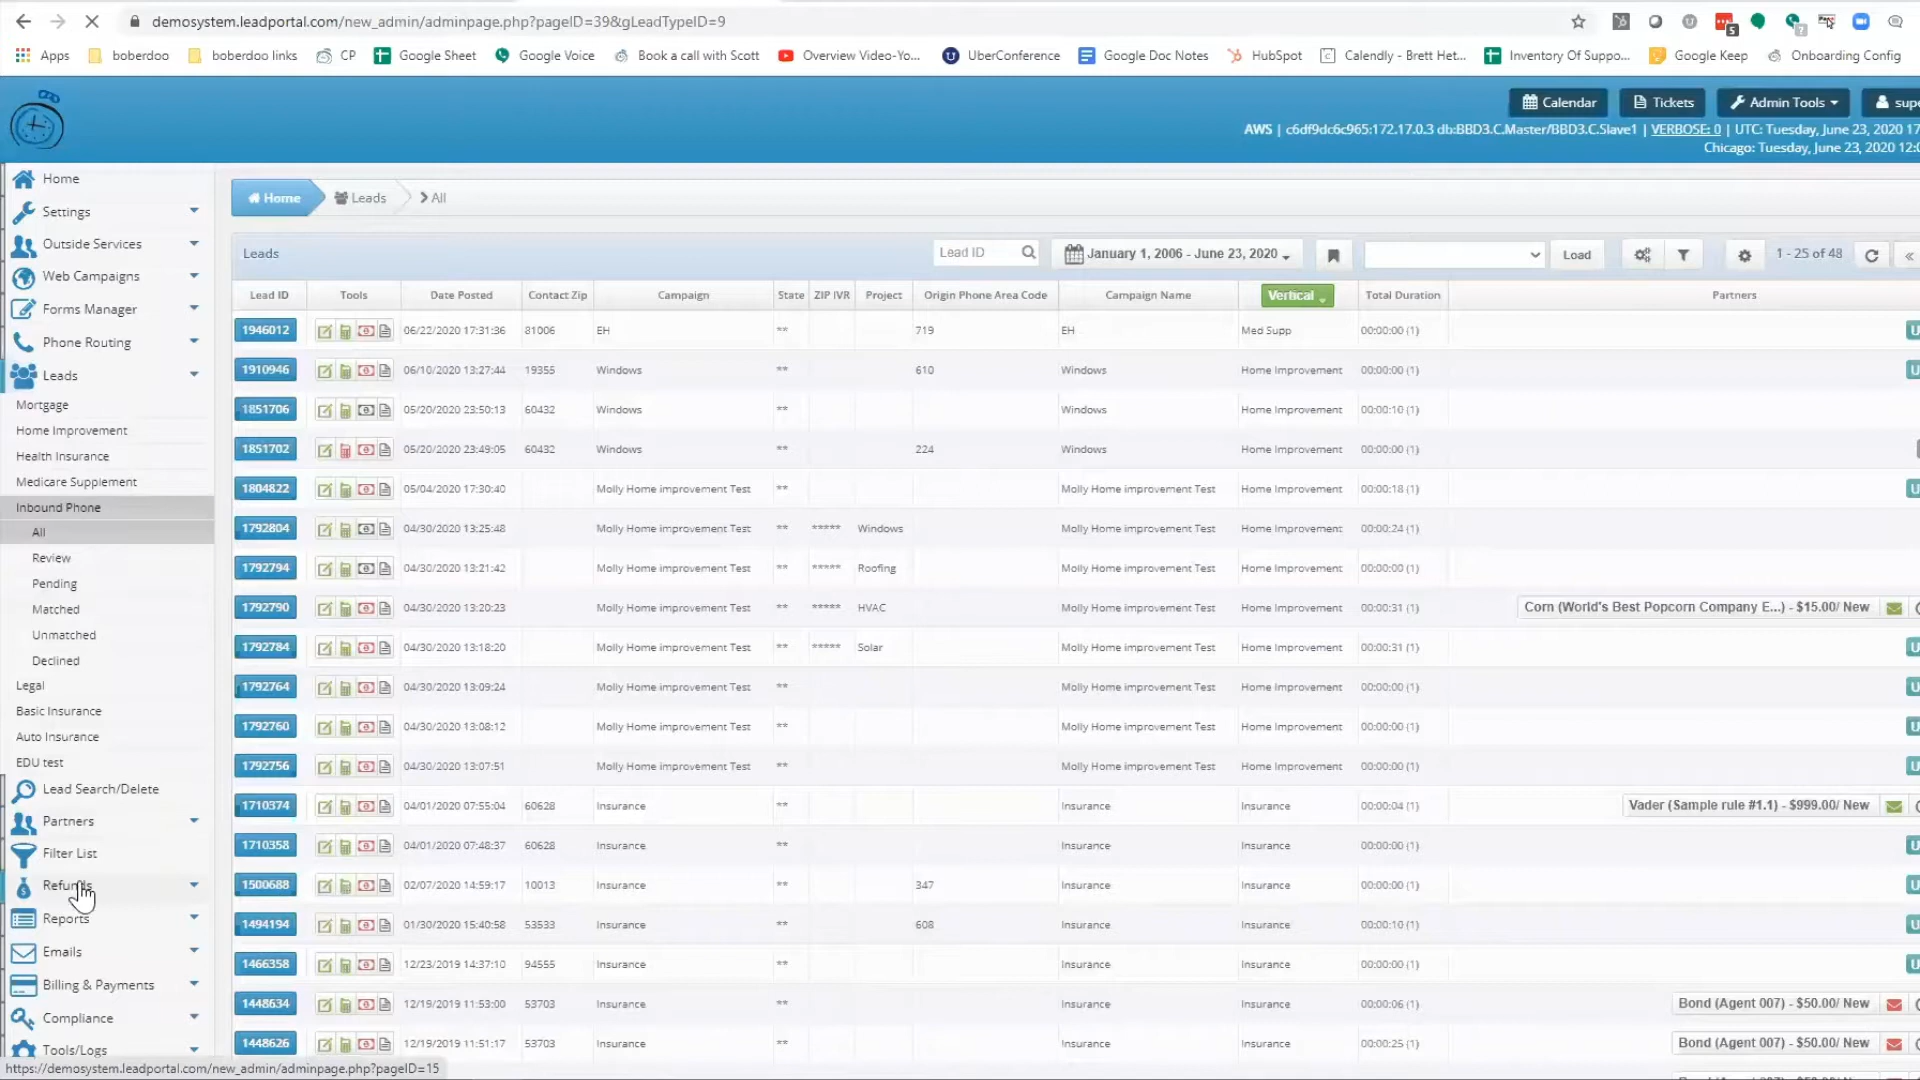 demosystem.leadportal.com/new_admin/adminpage.php?pageID=39&gLeadTypeID=9
Apps boberdoo boberdoo links CP Google Sheet Google Voice Book a call with Scott Overview Video-Yo... UberConference Google Doc Notes HubSpot Calendly - Brett Het... Inventory Of Suppo... Google Keep Onboarding Config
Calendar Tickets Admin Tools supe
AWS | c6df9dc6c965:172.17.0.3 db:BBD3.C.Master/BBD3.C.Slave1 | VERBOSE: 0 | UTC: Tuesday, June 23, 2020 17
Chicago: Tuesday, June 23, 2020 12:0
Home
Settings
Outside Services
Web Campaigns
Forms Manager
Phone Routing
Leads
Mortgage
Home Improvement
Health Insurance
Medicare Supplement
Inbound Phone
All
Review
Pending
Matched
Unmatched
Declined
Legal
Basic Insurance
Auto Insurance
EDU test
Lead Search/Delete
Partners
Filter List
Refunds
Reports
Emails
Billing & Payments
Compliance
Tools/Logs
https://demosystem.leadportal.com/new_admin/adminpage.php?pageID=15
Home Leads All
Leads Lead ID January 1, 2006 - June 23, 2020 Load 1 - 25 of 48 «
Lead ID Tools Date Posted Contact Zip Campaign State ZIP IVR Project Origin Phone Area Code Campaign Name Vertical Total Duration Partners
1946012 06/22/2020 17:31:36 81006 EH ** 719 EH Med Supp 00:00:00 (1) U
1910946 06/10/2020 13:27:44 19355 Windows ** 610 Windows Home Improvement 00:00:00 (1) U
1851706 05/20/2020 23:50:13 60432 Windows ** Windows Home Improvement 00:00:10 (1)
1851702 05/20/2020 23:49:05 60432 Windows ** 224 Windows Home Improvement 00:00:00 (1)
1804822 05/04/2020 17:30:40 Molly Home improvement Test ** Molly Home improvement Test Home Improvement 00:00:18 (1) U
1792804 04/30/2020 13:25:48 Molly Home improvement Test ** ***** Windows Molly Home improvement Test Home Improvement 00:00:24 (1)
1792794 04/30/2020 13:21:42 Molly Home improvement Test ** ***** Roofing Molly Home improvement Test Home Improvement 00:00:00 (1)
1792790 04/30/2020 13:20:23 Molly Home improvement Test ** ***** HVAC Molly Home improvement Test Home Improvement 00:00:31 (1) Corn (World's Best Popcorn Company E...) - $15.00/ New
1792784 04/30/2020 13:18:20 Molly Home improvement Test ** ***** Solar Molly Home improvement Test Home Improvement 00:00:31 (1) U
1792764 04/30/2020 13:09:24 Molly Home improvement Test ** Molly Home improvement Test Home Improvement 00:00:00 (1) U
1792760 04/30/2020 13:08:12 Molly Home improvement Test ** Molly Home improvement Test Home Improvement 00:00:00 (1) U
1792756 04/30/2020 13:07:51 Molly Home improvement Test ** Molly Home improvement Test Home Improvement 00:00:00 (1) U
1710374 04/01/2020 07:55:04 60628 Insurance ** Insurance Insurance 00:00:04 (1) Vader (Sample rule #1.1) - $999.00/ New
1710358 04/01/2020 07:48:37 60628 Insurance ** Insurance Insurance 00:00:00 (1) U
1500688 02/07/2020 14:59:17 10013 Insurance ** 347 Insurance Insurance 00:00:00 (1) U
1494194 01/30/2020 15:40:58 53533 Insurance ** 608 Insurance Insurance 00:00:10 (1) U
1466358 12/23/2019 14:37:10 94555 Insurance ** Insurance Insurance 00:00:00 (1) U
1448634 12/19/2019 11:53:00 53703 Insurance ** Insurance Insurance 00:00:06 (1) Bond (Agent 007) - $50.00/ New
1448626 12/19/2019 11:51:17 53703 Insurance ** Insurance Insurance 00:00:25 (1) Bond (Agent 007) - $50.00/ New